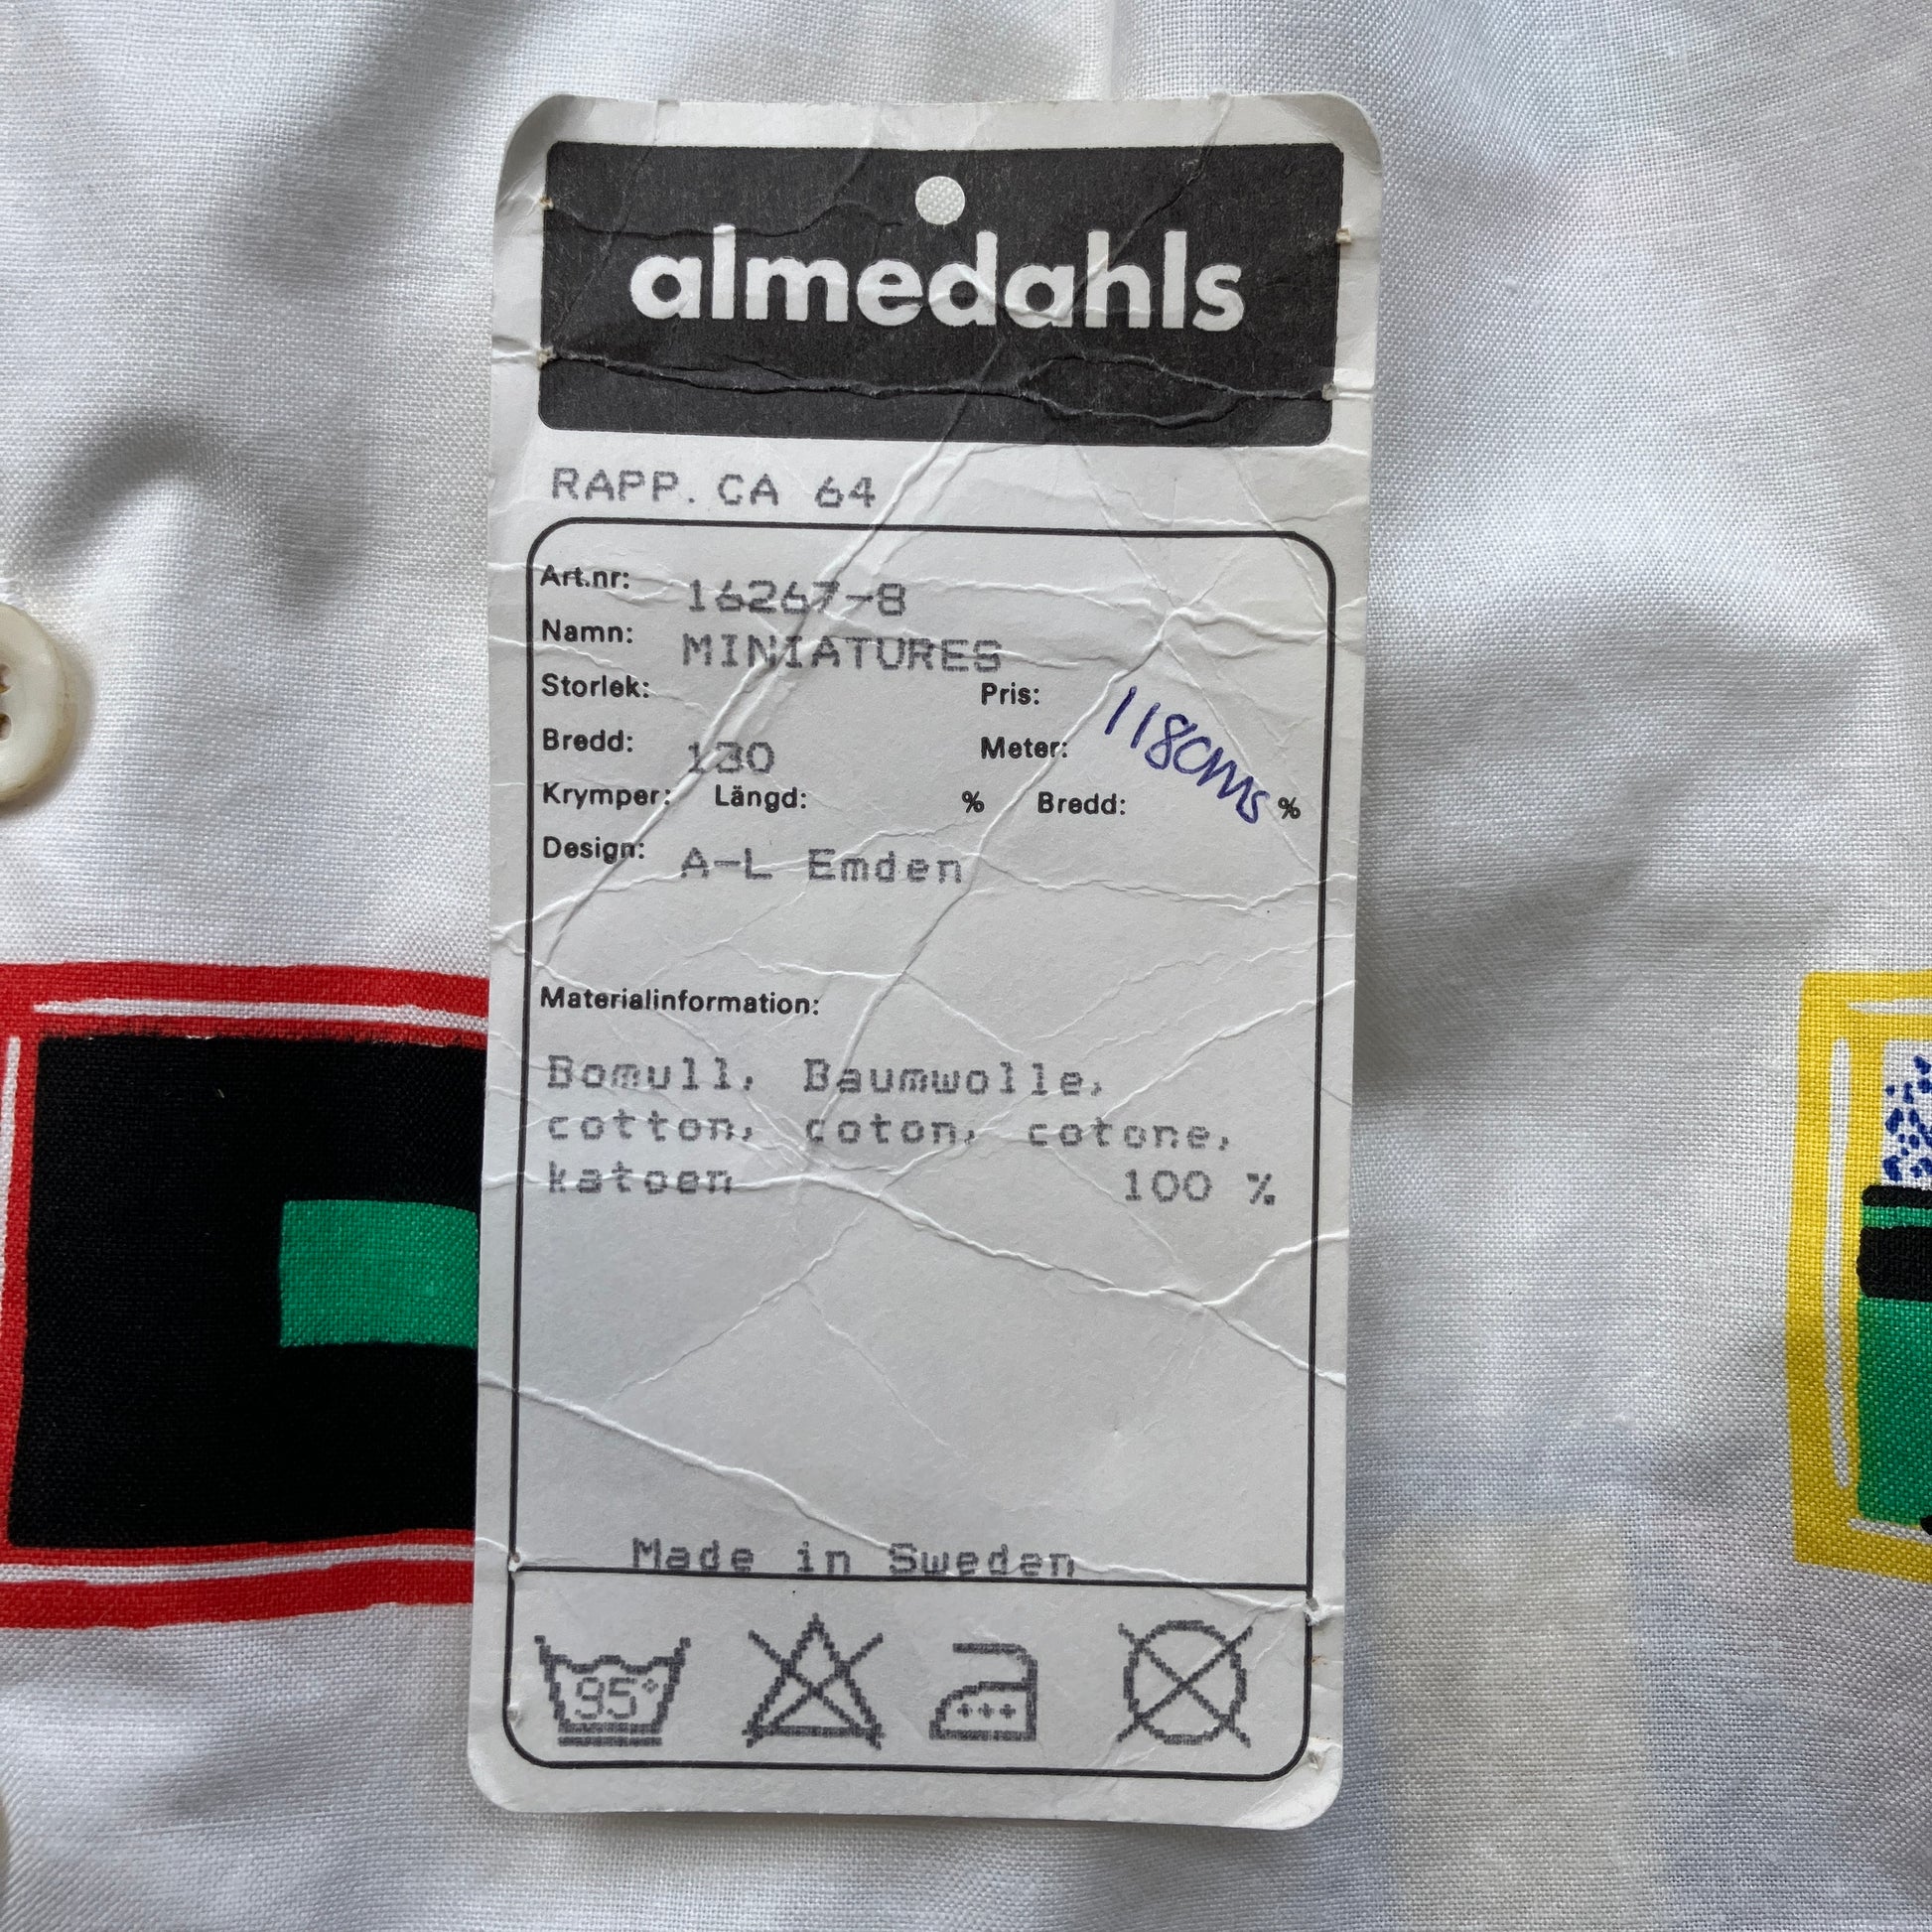 almedahls
RAPP. CA 64
Art.nr: 16267-8
Namn: MINIATURES
Storlek: Pris:
Bredd: 130 Meter: 118cms
Krymper: Längd: % Bredd: %
Design: A-L Emden
Materialinformation:
Bomull, Baumwolle,
cotton, coton, cotone,
katoen 100 %
Made in Sweden
95°